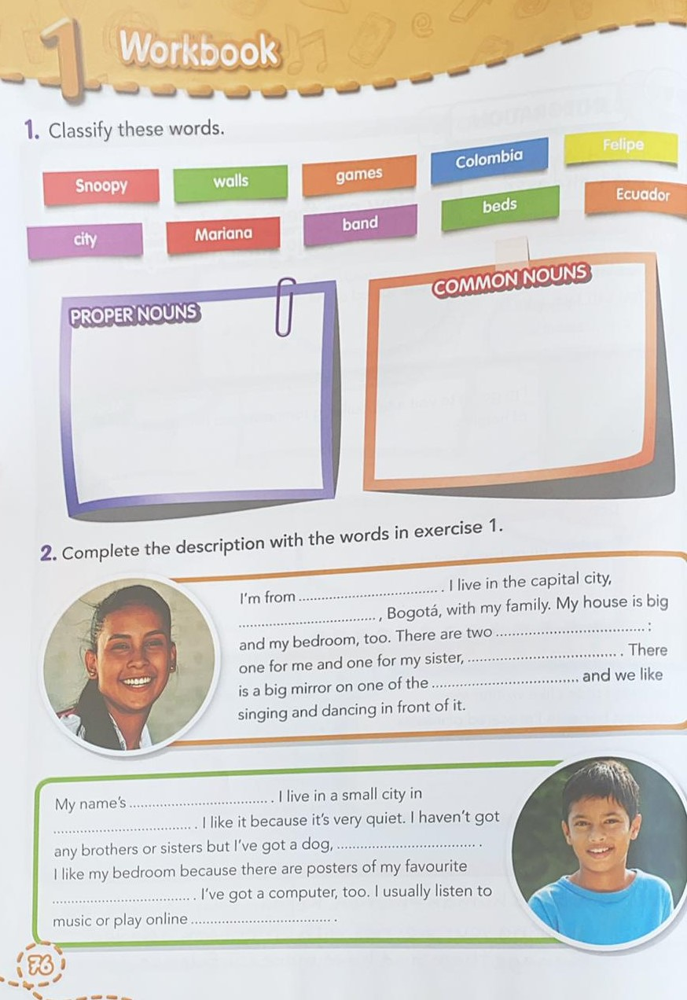 1 Workbook
1. Classify these words.
Snoopy walls games Colombia Felipe
city Mariana band beds Ecuador
PROPER NOUNS
COMMON NOUNS
2. Complete the description with the words in exercise 1.
I'm from .................................. . I live in the capital city,
.................................. , Bogotá, with my family. My house is big
and my bedroom, too. There are two .................................. :
one for me and one for my sister, .................................. . There
is a big mirror on one of the .................................. and we like
singing and dancing in front of it.
My name's .................................. . I live in a small city in
.................................. . I like it because it's very quiet. I haven't got
any brothers or sisters but I've got a dog, .................................. .
I like my bedroom because there are posters of my favourite
.................................. . I've got a computer, too. I usually listen to
music or play online .................................. .
76